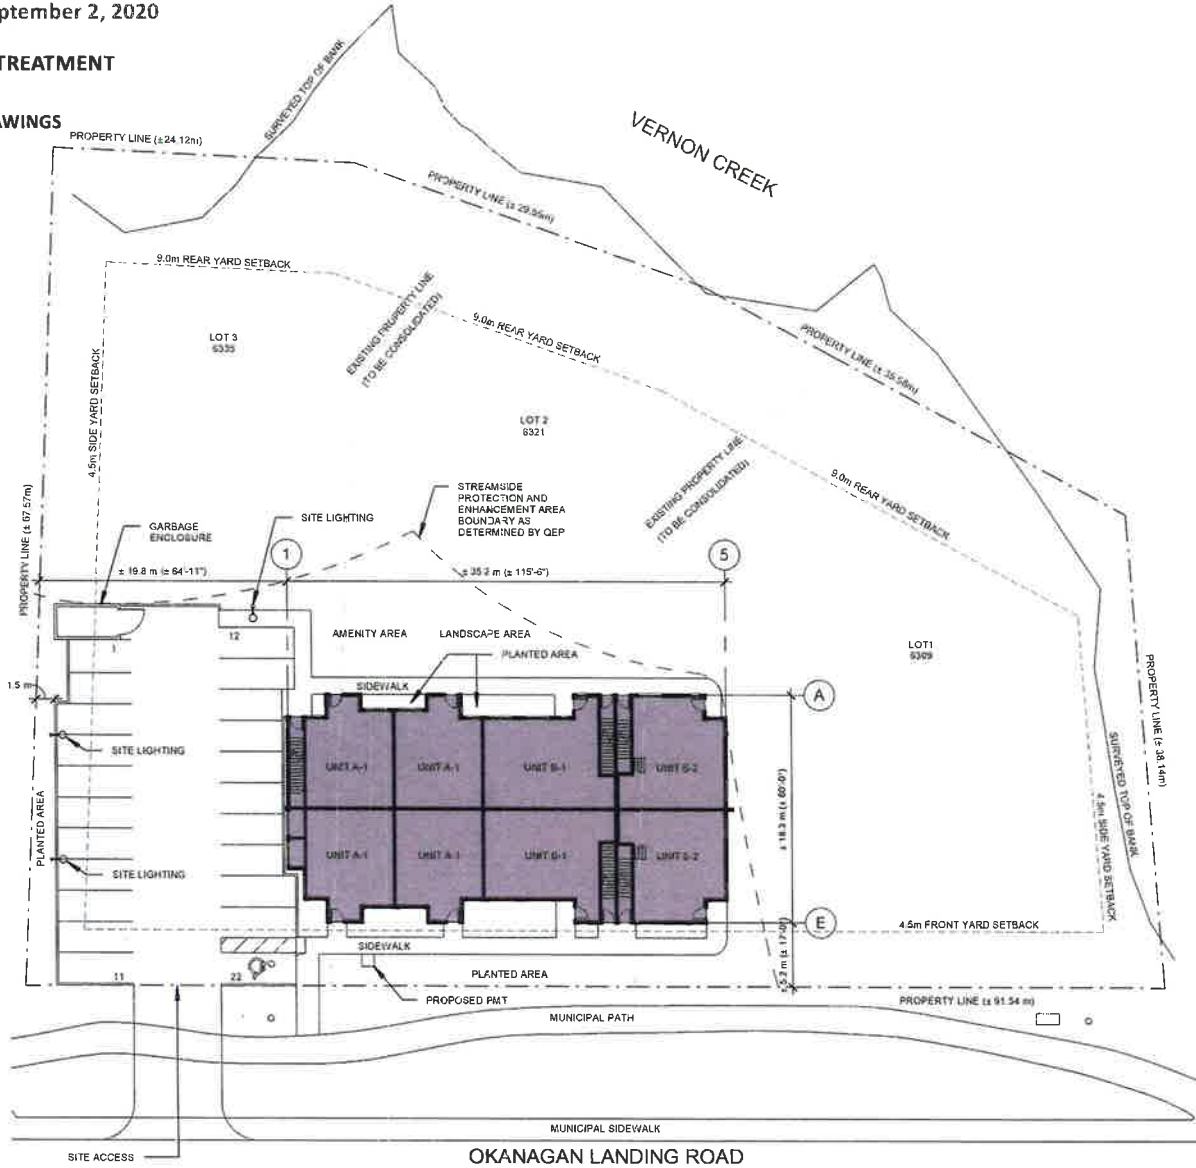 ptember 2, 2020
TREATMENT
AWINGS
PROPERTY LINE (±24.12m)
SURVEYED TOP OF BANK
VERNON CREEK
PROPERTY LINE (± 29.55m)
9.0m REAR YARD SETBACK
EXISTING PROPERTY LINE
(TO BE CONSOLIDATED)
9.0m REAR YARD SETBACK
PROPERTY LINE (± 35.58m)
LOT 3
6335
4.5m SIDE YARD SETBACK
LOT 2
6321
EXISTING PROPERTY LINE
(TO BE CONSOLIDATED)
9.0m REAR YARD SETBACK
PROPERTY LINE (± 67.57m)
STREAMSIDE
PROTECTION AND
ENHANCEMENT AREA
BOUNDARY AS
DETERMINED BY QEP
GARBAGE
ENCLOSURE
SITE LIGHTING
1
5
± 19.8 m (± 64'-11")
± 35.2 m (± 115'-6")
12
1
AMENITY AREA
LANDSCAPE AREA
PLANTED AREA
LOT1
6309
PROPERTY LINE (± 38.14m)
1.5 m
SIDEWALK
A
SITE LIGHTING
UNIT A-1
UNIT A-1
UNIT B-1
UNIT B-2
SURVEYED TOP OF BANK
PLANTED AREA
± 18.3 m (± 60'-0")
4.5m SIDE YARD SETBACK
SITE LIGHTING
UNIT A-1
UNIT A-1
UNIT B-1
UNIT B-2
E
4.5m FRONT YARD SETBACK
SIDEWALK
± 5.2 m (± 17'-0")
11
22
PLANTED AREA
PROPOSED PMT
PROPERTY LINE (± 91.54 m)
MUNICIPAL PATH
MUNICIPAL SIDEWALK
SITE ACCESS
OKANAGAN LANDING ROAD